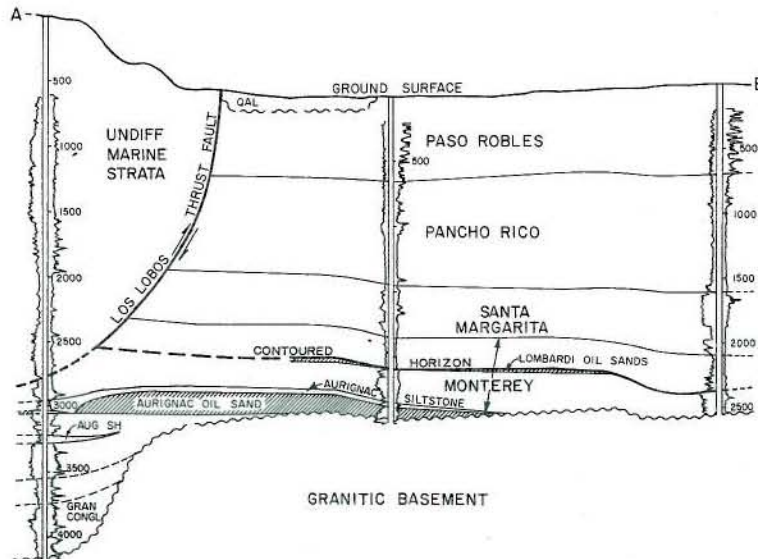 A
B
GROUND SURFACE
QAL
500
1000
1500
2000
2500
3000
3500
4000
UNDIFF
MARINE
STRATA
LOS LOBOS THRUST FAULT
PASO ROBLES
500
500
PANCHO RICO
1000
1500
SANTA
MARGARITA
2000
CONTOURED HORIZON
LOMBARDI OIL SANDS
MONTEREY
AURIGNAC SILTSTONE
AURIGNAC OIL SAND
2500
AUG SH
GRAN
CONGL
GRANITIC BASEMENT